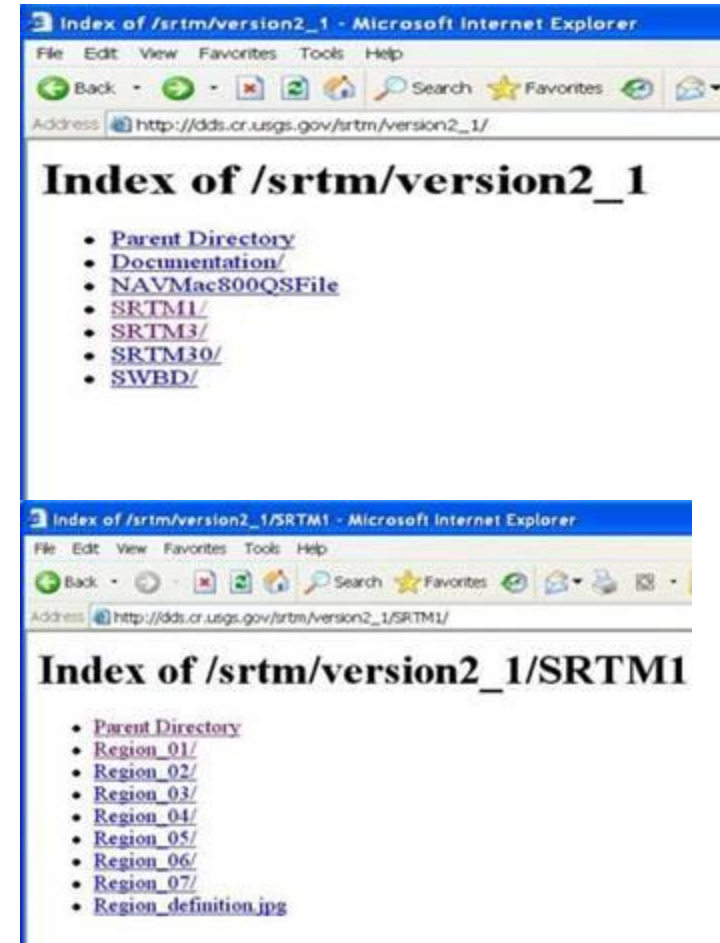 Index of /srtm/version2_1 - Microsoft Internet Explorer
File Edit View Favorites Tools Help
Back Search Favorites
Address http://dds.cr.usgs.gov/srtm/version2_1/
Index of /srtm/version2_1
Parent Directory
Documentation/
NAVMac800QSFile
SRTM1/
SRTM3/
SRTM30/
SWBD/
Index of /srtm/version2_1/SRTM1 - Microsoft Internet Explorer
File Edit View Favorites Tools Help
Back Search Favorites
Address http://dds.cr.usgs.gov/srtm/version2_1/SRTM1/
Index of /srtm/version2_1/SRTM1
Parent Directory
Region_01/
Region_02/
Region_03/
Region_04/
Region_05/
Region_06/
Region_07/
Region_definition.jpg